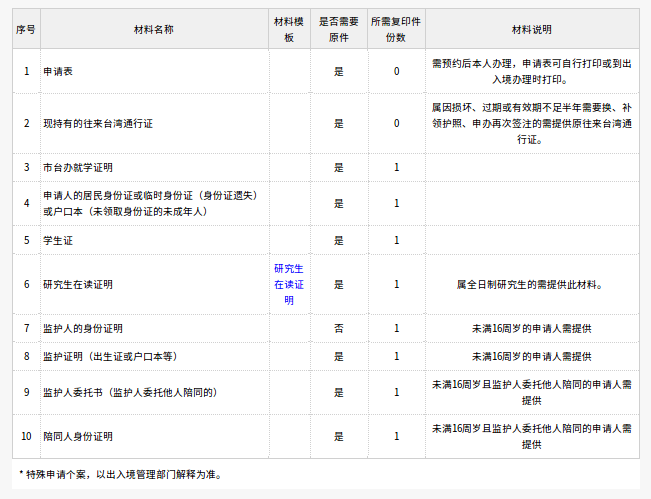 序号 材料名称 材料模板 是否需要原件 所需复印件份数 材料说明
1 申请表 是 0 需预约后本人办理，申请表可自行打印或到出
入境办理时打印。
2 现持有的往来台湾通行证 是 0 属因损坏、过期或有效期不足半年需要换、补
领护照、申办再次签注的需提供原往来台湾通
行证。
3 市台办就学证明 是 1
4 申请人的居民身份证或临时身份证（身份证遗失）
或户口本（未领取身份证的未成年人） 是 1
5 学生证 是 1
6 研究生在读证明 研究生在读证明 是 1 属全日制研究生的需提供此材料。
7 监护人的身份证明 否 1 未满16周岁的申请人需提供
8 监护证明（出生证或户口本等） 是 1 未满16周岁的申请人需提供
9 监护人委托书（监护人委托他人陪同的） 是 1 未满16周岁且监护人委托他人陪同的申请人需
提供
10 陪同人身份证明 是 1 未满16周岁且监护人委托他人陪同的申请人需
提供
* 特殊申请个案，以出入境管理部门解释为准。